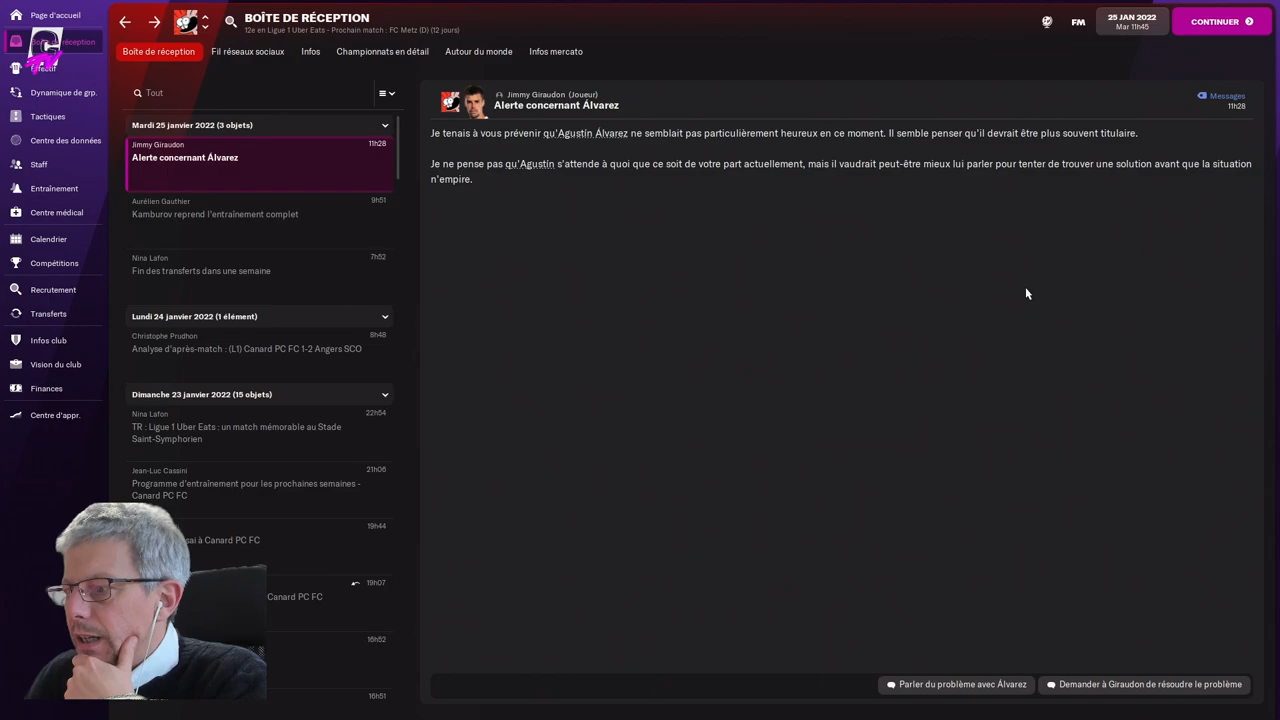 Page d'accueil
BOÎTE DE RÉCEPTION
12e en Ligue 1 Uber Eats - Prochain match : FC Metz (D) (12 jours)
FM
25 JAN 2022
Mar 11h45
CONTINUER
Boîte de réception
Fil réseaux sociaux
Infos
Championnats en détail
Autour du monde
Infos mercato
Effectif
Dynamique de grp.
Tactiques
Centre des données
Staff
Entraînement
Centre médical
Calendrier
Compétitions
Recrutement
Transferts
Infos club
Vision du club
Finances
Centre d'appr.
Tout
Mardi 25 janvier 2022 (3 objets)
Jimmy Giraudon
11h28
Alerte concernant Álvarez
Aurélien Gauthier
9h51
Kamburov reprend l'entraînement complet
Nina Lafon
7h52
Fin des transferts dans une semaine
Lundi 24 janvier 2022 (1 élément)
Christophe Prudhon
8h48
Analyse d'après-match : (L1) Canard PC FC 1-2 Angers SCO
Dimanche 23 janvier 2022 (15 objets)
Nina Lafon
22h54
TR : Ligue 1 Uber Eats : un match mémorable au Stade
Saint-Symphorien
Jean-Luc Cassini
21h06
Programme d'entraînement pour les prochaines semaines -
Canard PC FC
19h44
à Canard PC FC
19h07
Canard PC FC
16h52
16h51
Jimmy Giraudon (Joueur)
Alerte concernant Álvarez
Messages
11h28
Je tenais à vous prévenir qu'Agustín Álvarez ne semblait pas particulièrement heureux en ce moment. Il semble penser qu'il devrait être plus souvent titulaire.
Je ne pense pas qu'Agustín s'attende à quoi que ce soit de votre part actuellement, mais il vaudrait peut-être mieux lui parler pour tenter de trouver une solution avant que la situation
n'empire.
Parler du problème avec Álvarez
Demander à Giraudon de résoudre le problème